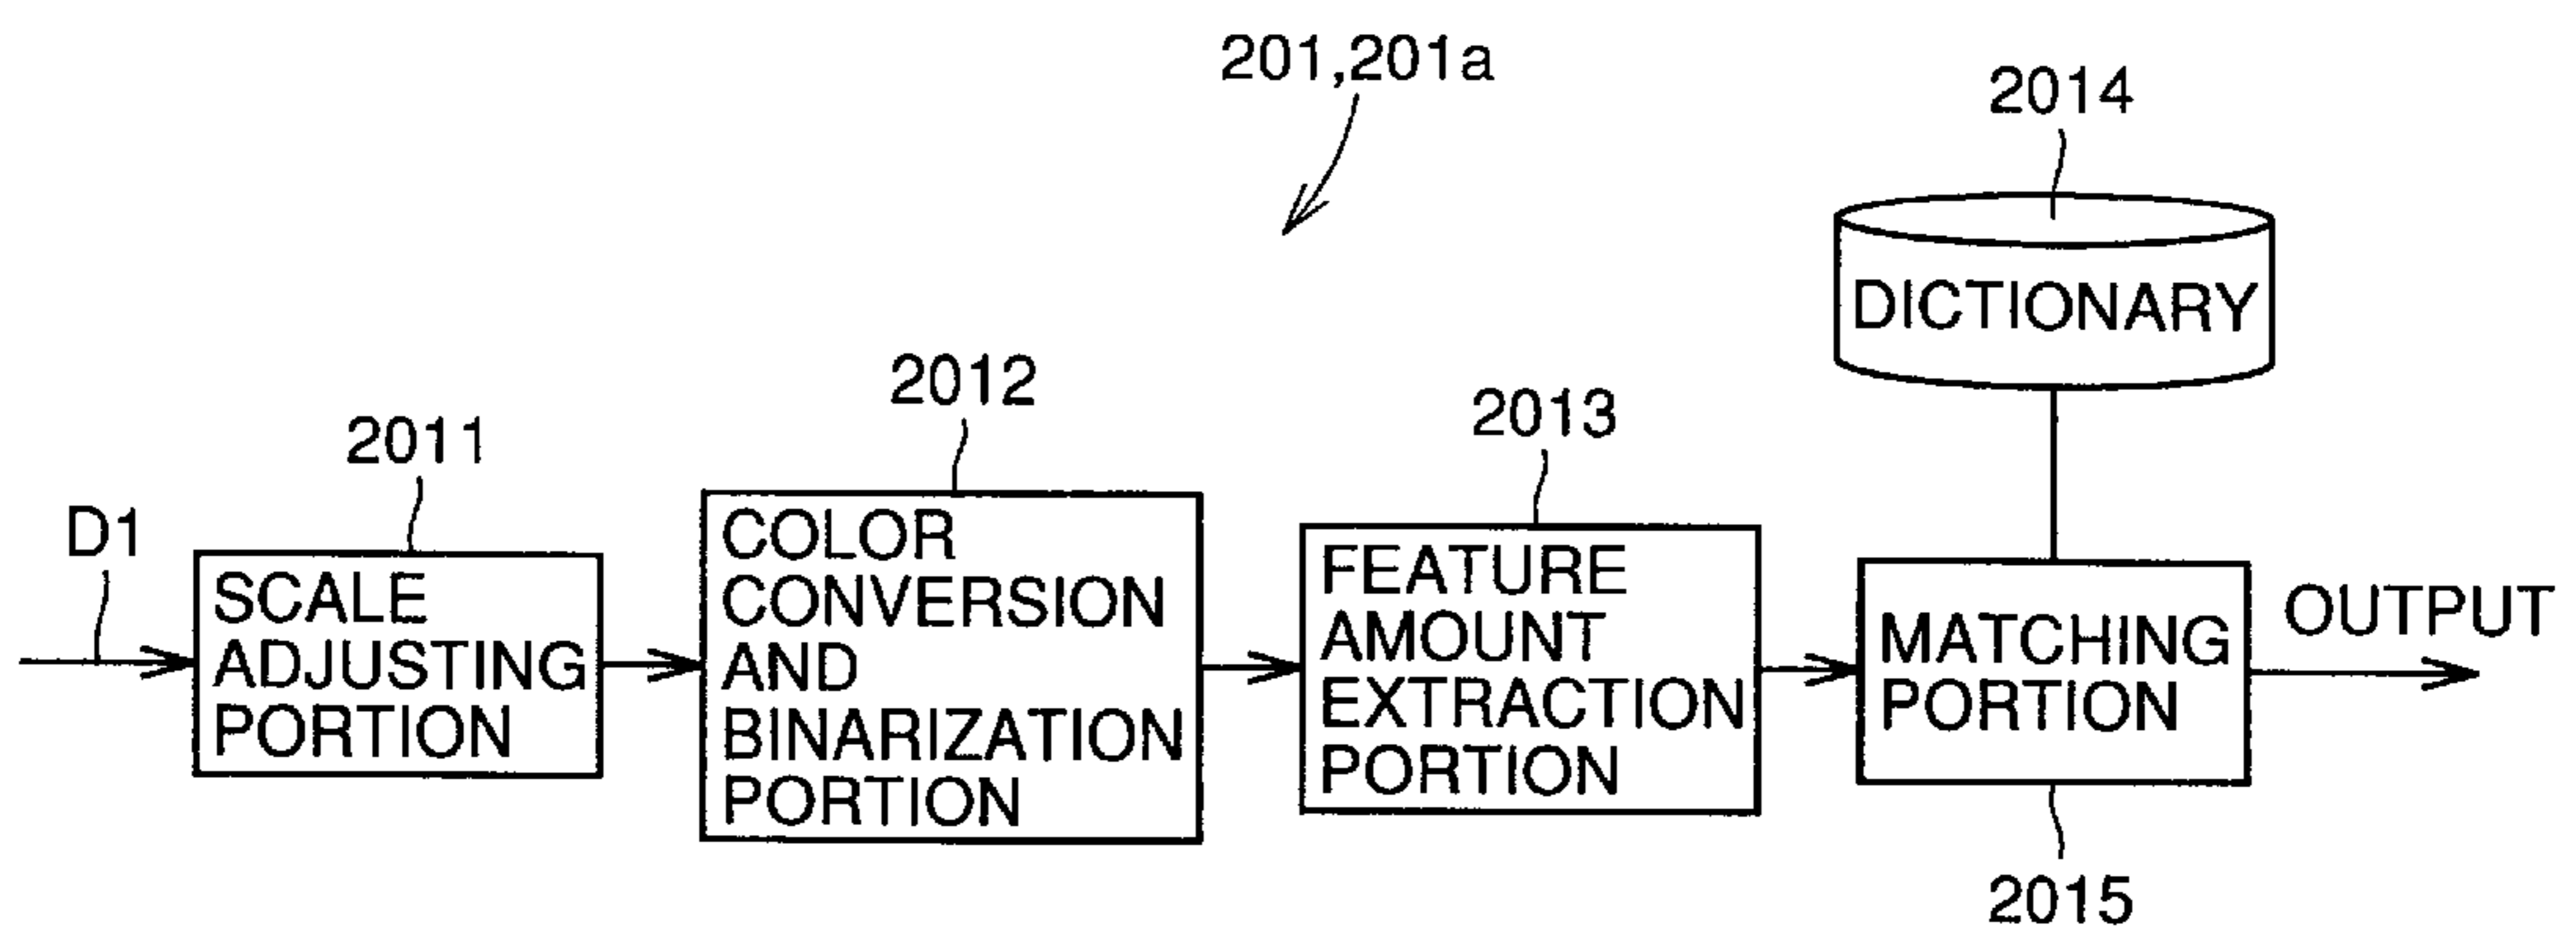 201,201a
2014
DICTIONARY
2012
2013
2011
D1
SCALE
ADJUSTING
PORTION
COLOR
CONVERSION
AND
BINARIZATION
PORTION
FEATURE
AMOUNT
EXTRACTION
PORTION
MATCHING
PORTION
OUTPUT
2015